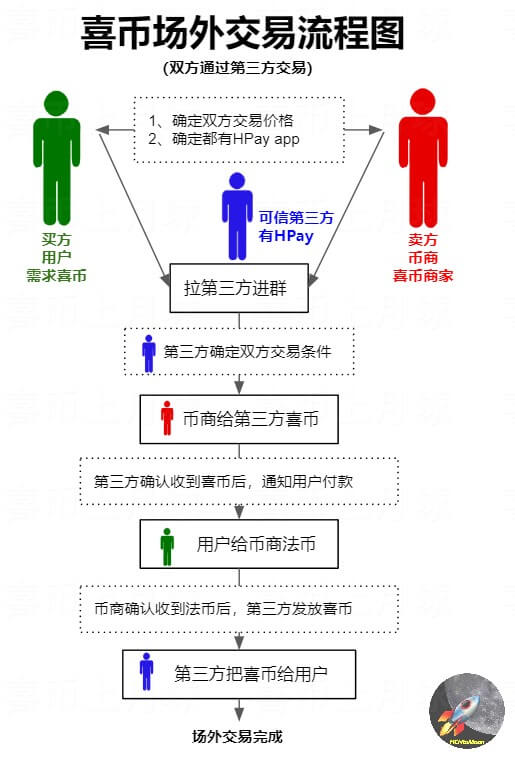 喜币场外交易流程图
(双方通过第三方交易)
1、确定双方交易价格
2、确定都有HPay app
买方
用户
需求喜币
可信第三方
有HPay
卖方
币商
喜币商家
拉第三方进群
第三方确定双方交易条件
币商给第三方喜币
第三方确认收到喜币后，通知用户付款
用户给币商法币
币商确认收到法币后，第三方发放喜币
第三方把喜币给用户
场外交易完成